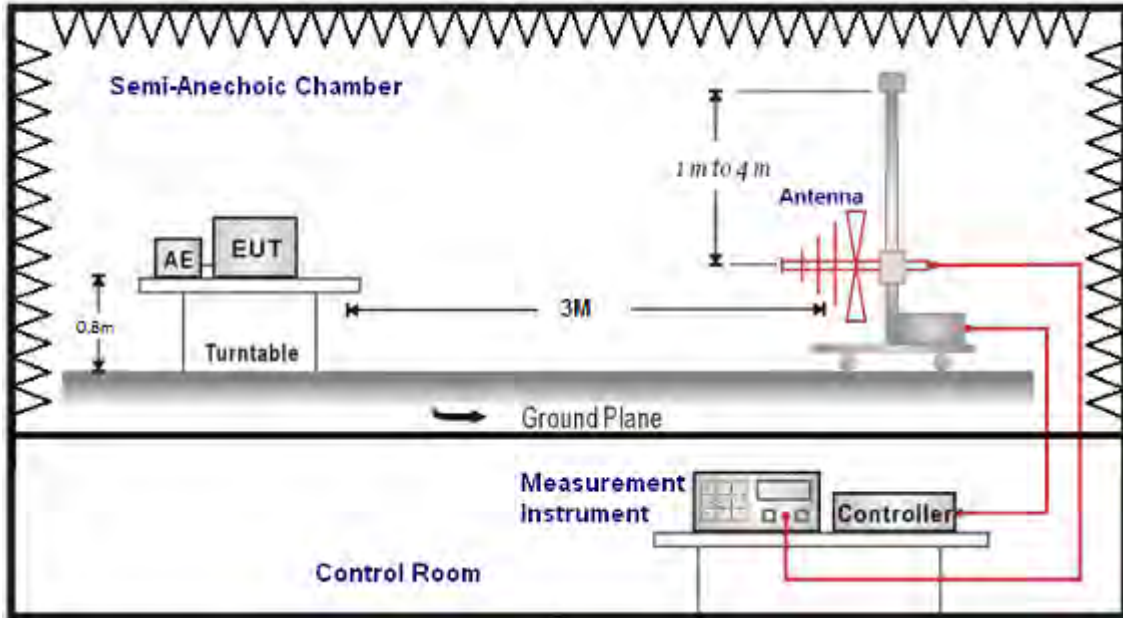 Semi-Anechoic Chamber
1 m to 4 m
Antenna
AE
EUT
3M
0.8m
Turntable
Ground Plane
Measurement
Instrument
Controller
Control Room